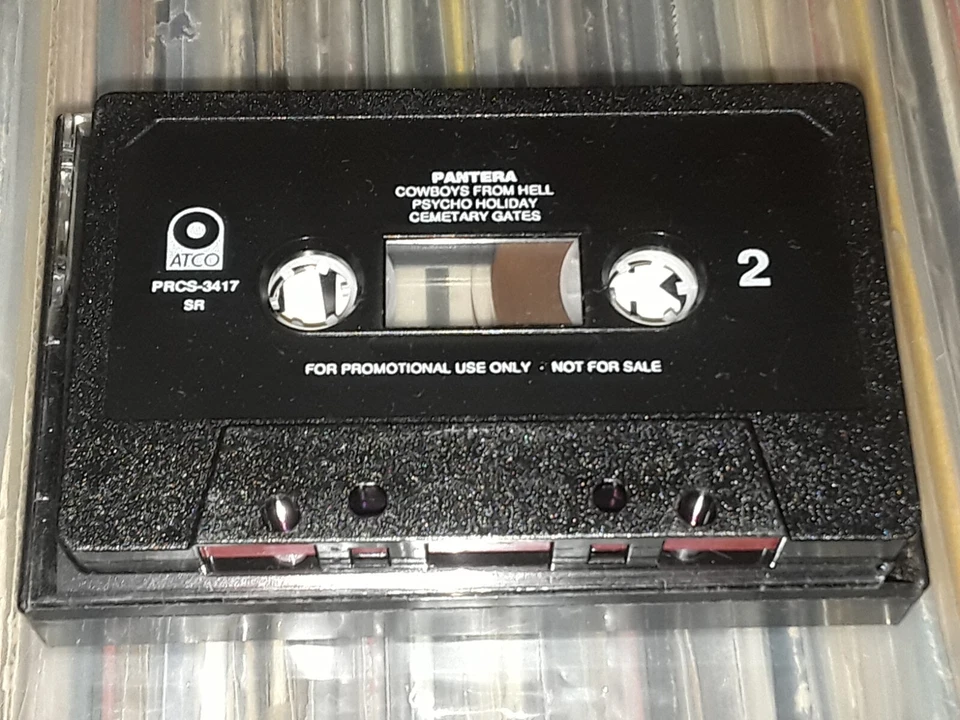 PANTERA
COWBOYS FROM HELL
PSYCHO HOLIDAY
CEMETARY GATES
ATCO
PRCS-3417
SR
2
FOR PROMOTIONAL USE ONLY · NOT FOR SALE